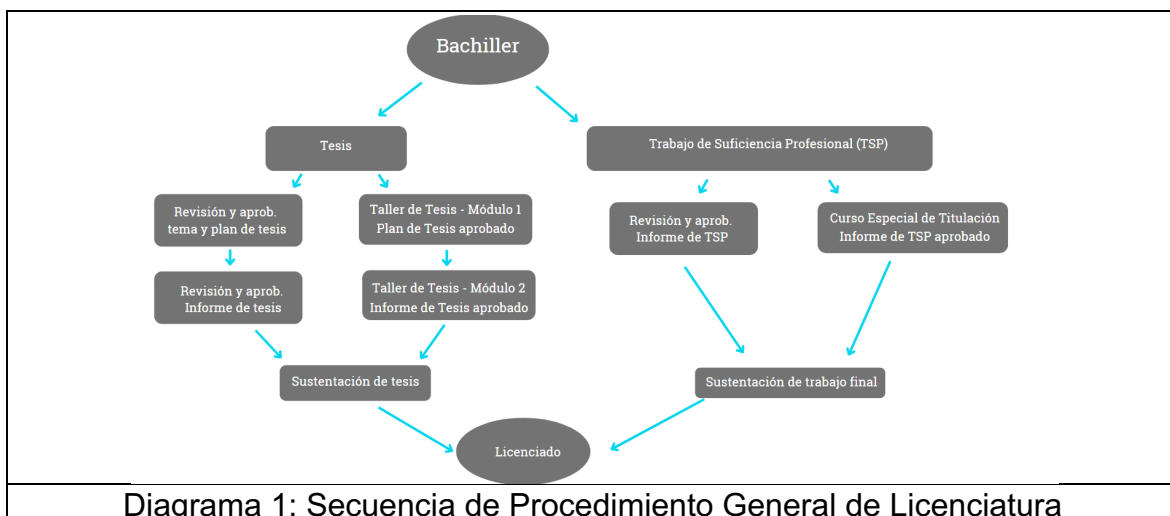 Bachiller
Tesis
Trabajo de Suficiencia Profesional (TSP)
Revisión y aprob.
tema y plan de tesis
Taller de Tesis - Módulo 1
Plan de Tesis aprobado
Revisión y aprob.
Informe de TSP
Curso Especial de Titulación
Informe de TSP aprobado
Revisión y aprob.
Informe de tesis
Taller de Tesis - Módulo 2
Informe de Tesis aprobado
Sustentación de tesis
Sustentación de trabajo final
Licenciado
Diagrama 1: Secuencia de Procedimiento General de Licenciatura